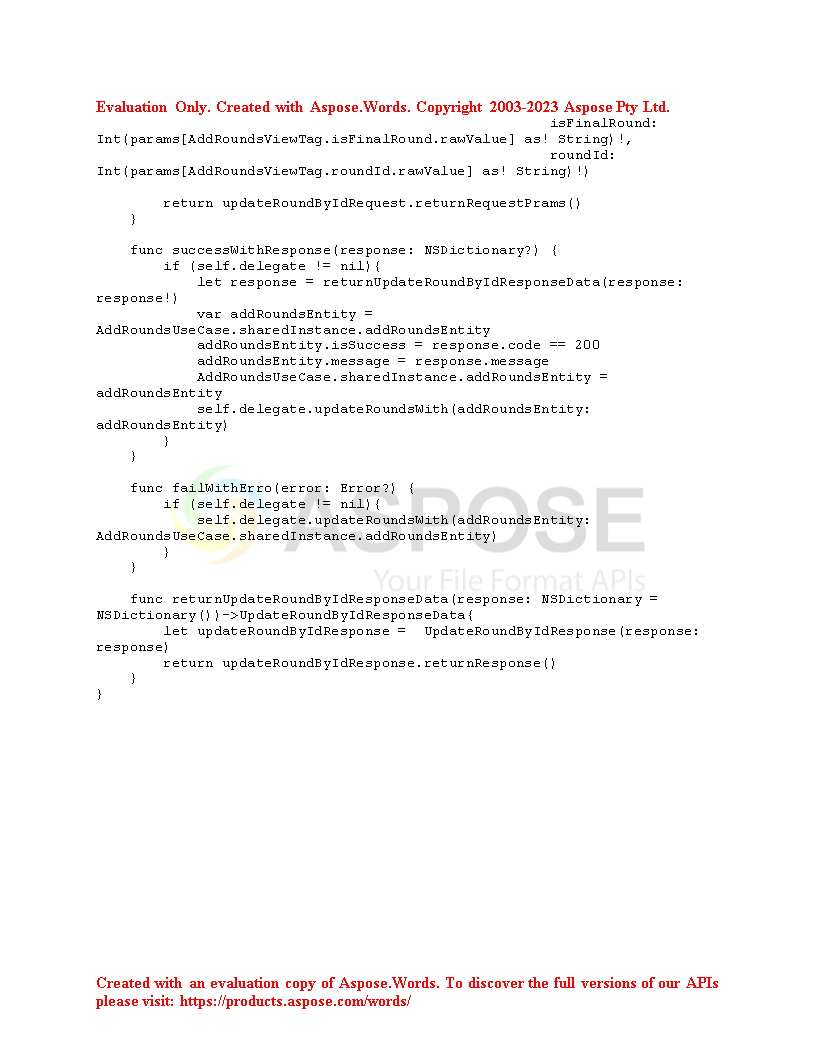 Evaluation Only. Created with Aspose.Words. Copyright 2003-2023 Aspose Pty Ltd.
isFinalRound:
Int(params[AddRoundsViewTag.isFinalRound.rawValue] as! String)!,
roundId:
Int(params[AddRoundsViewTag.roundId.rawValue] as! String)!)
return updateRoundByIdRequest.returnRequestPrams()
}
func successWithResponse(response: NSDictionary?) {
if (self.delegate != nil){
let response = returnUpdateRoundByIdResponseData(response:
response!)
var addRoundsEntity =
AddRoundsUseCase.sharedInstance.addRoundsEntity
addRoundsEntity.isSuccess = response.code == 200
addRoundsEntity.message = response.message
AddRoundsUseCase.sharedInstance.addRoundsEntity =
addRoundsEntity
self.delegate.updateRoundsWith(addRoundsEntity:
addRoundsEntity)
}
}
func failWithErro(error: Error?) {
if (self.delegate != nil){
self.delegate.updateRoundsWith(addRoundsEntity:
AddRoundsUseCase.sharedInstance.addRoundsEntity)
}
}
ASPOSE
Your File Format APIs
func returnUpdateRoundByIdResponseData(response: NSDictionary =
NSDictionary())->UpdateRoundByIdResponseData{
let updateRoundByIdResponse =  UpdateRoundByIdResponse(response:
response)
return updateRoundByIdResponse.returnResponse()
}
}
Created with an evaluation copy of Aspose.Words. To discover the full versions of our APIs
please visit: https://products.aspose.com/words/